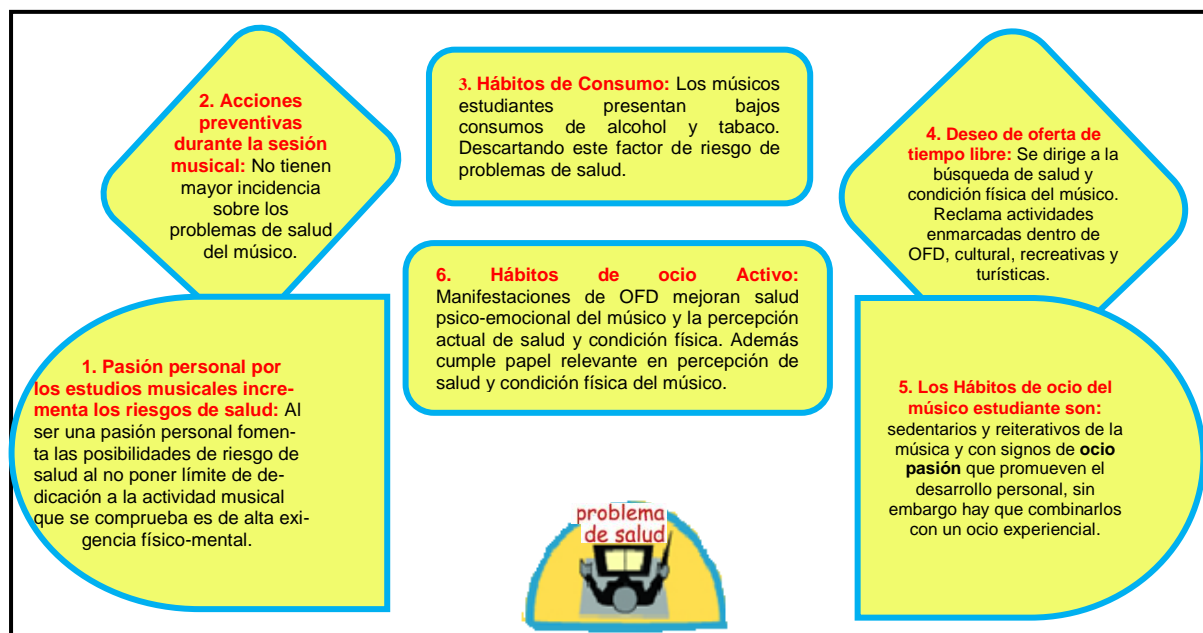 2. Acciones
preventivas
durante la sesión
musical: No tienen
mayor incidencia
sobre los
problemas de salud
del músico.
3. Hábitos de Consumo: Los músicos
estudiantes presentan bajos
consumos de alcohol y tabaco.
Descartando este factor de riesgo de
problemas de salud.
4. Deseo de oferta de
tiempo libre: Se dirige a la
búsqueda de salud y
condición física del músico.
Reclama actividades
enmarcadas dentro de
OFD, cultural, recreativas y
turísticas.
6. Hábitos de ocio Activo:
Manifestaciones de OFD mejoran salud
psico-emocional del músico y la percepción
actual de salud y condición física. Además
cumple papel relevante en percepción de
salud y condición física del músico.
1. Pasión personal por
los estudios musicales incre-
menta los riesgos de salud: Al
ser una pasión personal fomen-
ta las posibilidades de riesgo de
salud al no poner límite de de-
dicación a la actividad musical
que se comprueba es de alta exi-
gencia físico-mental.
5. Los Hábitos de ocio del
músico estudiante son:
sedentarios y reiterativos de la
música y con signos de ocio
pasión que promueven el
desarrollo personal, sin
embargo hay que combinarlos
con un ocio experiencial.
problema
de salud